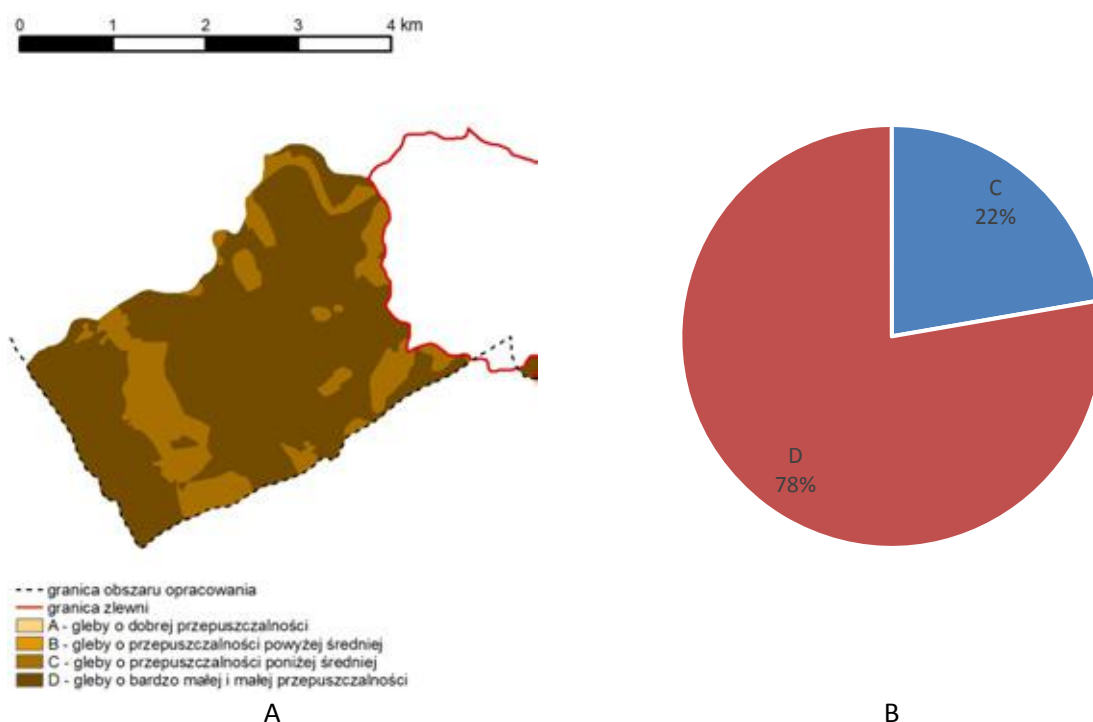 0 1 2 3 4 km
C
22%
D
78%
granica obszaru opracowania
granica zlewni
A - gleby o dobrej przepuszczalności
B - gleby o przepuszczalności powyżej średniej
C - gleby o przepuszczalności poniżej średniej
D - gleby o bardzo małej i małej przepuszczalności
A
B